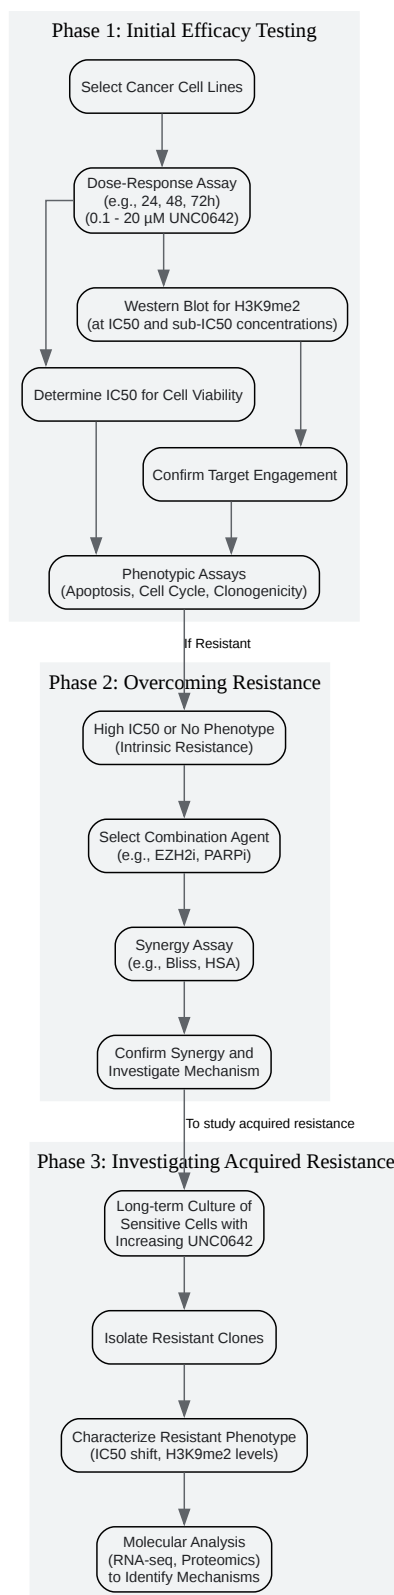 Phase 1: Initial Efficacy Testing
Select Cancer Cell Lines
Dose-Response Assay
(e.g., 24, 48, 72h)
(0.1 - 20 µM UNC0642)
Western Blot for H3K9me2
(at IC50 and sub-IC50 concentrations)
Determine IC50 for Cell Viability
Confirm Target Engagement
Phenotypic Assays
(Apoptosis, Cell Cycle, Clonogenicity)
If Resistant
Phase 2: Overcoming Resistance
High IC50 or No Phenotype
(Intrinsic Resistance)
Select Combination Agent
(e.g., EZH2i, PARPi)
Synergy Assay
(e.g., Bliss, HSA)
Confirm Synergy and
Investigate Mechanism
To study acquired resistance
Phase 3: Investigating Acquired Resistance
Long-term Culture of
Sensitive Cells with
Increasing UNC0642
Isolate Resistant Clones
Characterize Resistant Phenotype
(IC50 shift, H3K9me2 levels)
Molecular Analysis
(RNA-seq, Proteomics)
to Identify Mechanisms